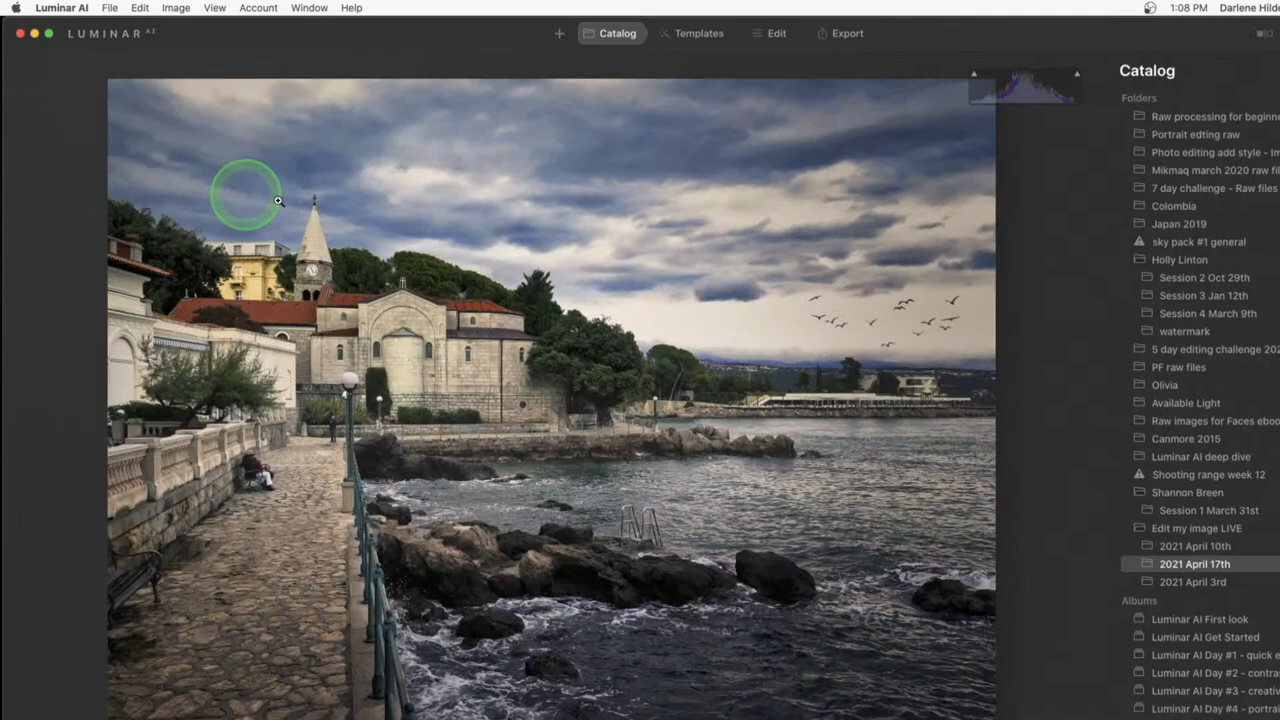 Luminar AI File Edit Image View Account Window Help 1:08 PM Darlene Hilde
LUMINAR AI + Catalog Templates Edit Export
Catalog
Folders
Raw processing for beginne
Portrait edting raw
Photo editing add style - Im
Mikmaq march 2020 raw fil
7 day challenge - Raw files
Colombia
Japan 2019
sky pack #1 general
Holly Linton
Session 2 Oct 29th
Session 3 Jan 12th
Session 4 March 9th
watermark
5 day editing challenge 202
PF raw files
Olivia
Available Light
Raw images for Faces eboo
Canmore 2015
Luminar AI deep dive
Shooting range week 12
Shannon Breen
Session 1 March 31st
Edit my image LIVE
2021 April 10th
2021 April 17th
2021 April 3rd
Albums
Luminar AI First look
Luminar AI Get Started
Luminar AI Day #1 - quick e
Luminar AI Day #2 - contra
Luminar AI Day #3 - creativ
Luminar AI Day #4 - portrai